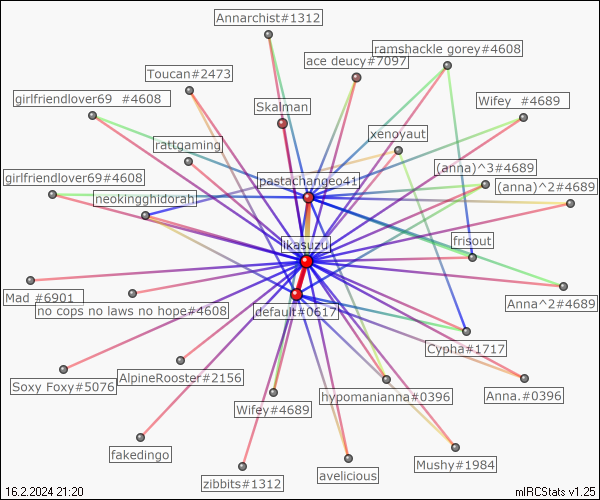 Annarchist#1312
ramshackle gorey#4608
ace deucy#7097
Toucan#2473
girlfriendlover69 #4608
Wifey #4689
Skalman
xenoyaut
rattgaming
(anna)^3#4689
girlfriendlover69#4608
pastachangeo41
(anna)^2#4689
neokingghidorah
frisout
ikasuzu
Mad #6901
Anna^2#4689
no cops no laws no hope#4608
default#0617
Cypha#1717
AlpineRooster#2156
Soxy Foxy#5076
hypomanianna#0396
Anna.#0396
Wifey#4689
fakedingo
Mushy#1984
avelicious
zibbits#1312
16.2.2024 21:20
mIRCStats v1.25